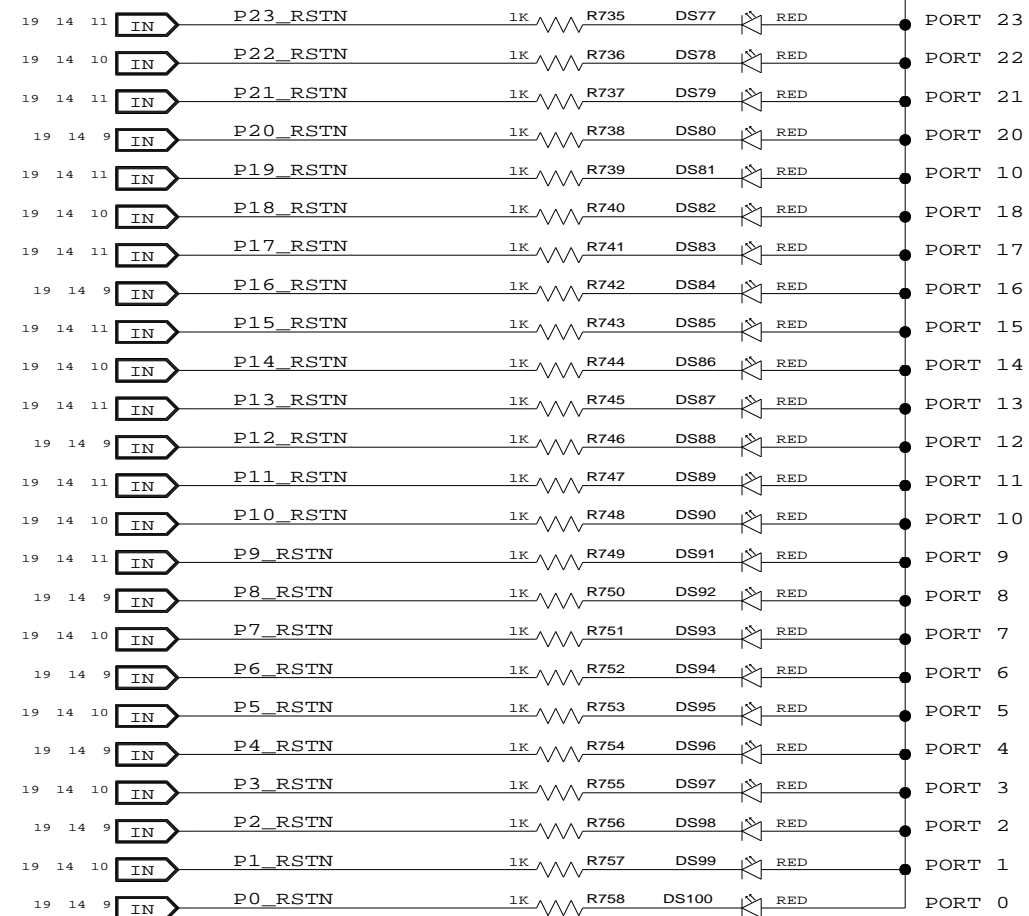 19 14 11 IN P23_RSTN 1K R735 DS77 RED PORT 23
19 14 10 IN P22_RSTN 1K R736 DS78 RED PORT 22
19 14 11 IN P21_RSTN 1K R737 DS79 RED PORT 21
19 14 9 IN P20_RSTN 1K R738 DS80 RED PORT 20
19 14 11 IN P19_RSTN 1K R739 DS81 RED PORT 10
19 14 10 IN P18_RSTN 1K R740 DS82 RED PORT 18
19 14 11 IN P17_RSTN 1K R741 DS83 RED PORT 17
19 14 9 IN P16_RSTN 1K R742 DS84 RED PORT 16
19 14 11 IN P15_RSTN 1K R743 DS85 RED PORT 15
19 14 10 IN P14_RSTN 1K R744 DS86 RED PORT 14
19 14 11 IN P13_RSTN 1K R745 DS87 RED PORT 13
19 14 9 IN P12_RSTN 1K R746 DS88 RED PORT 12
19 14 11 IN P11_RSTN 1K R747 DS89 RED PORT 11
19 14 10 IN P10_RSTN 1K R748 DS90 RED PORT 10
19 14 11 IN P9_RSTN 1K R749 DS91 RED PORT 9
19 14 9 IN P8_RSTN 1K R750 DS92 RED PORT 8
19 14 10 IN P7_RSTN 1K R751 DS93 RED PORT 7
19 14 9 IN P6_RSTN 1K R752 DS94 RED PORT 6
19 14 10 IN P5_RSTN 1K R753 DS95 RED PORT 5
19 14 9 IN P4_RSTN 1K R754 DS96 RED PORT 4
19 14 10 IN P3_RSTN 1K R755 DS97 RED PORT 3
19 14 9 IN P2_RSTN 1K R756 DS98 RED PORT 2
19 14 10 IN P1_RSTN 1K R757 DS99 RED PORT 1
19 14 9 IN P0_RSTN 1K R758 DS100 RED PORT 0